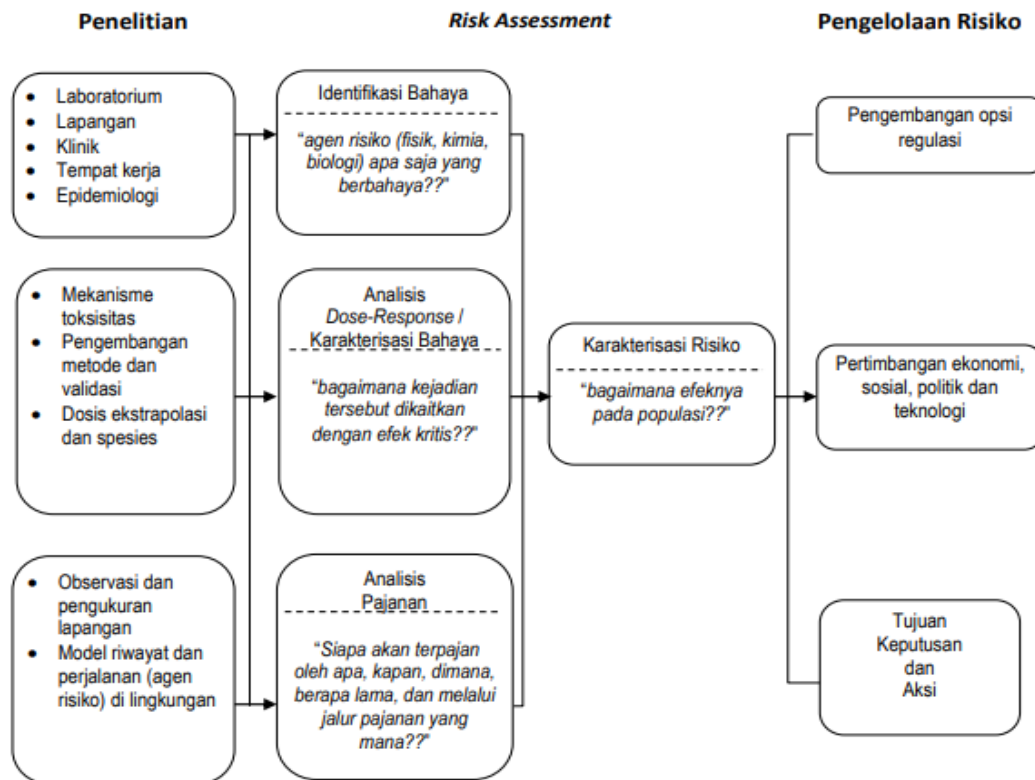 Penelitian
Risk Assessment
Pengelolaan Risiko
• Laboratorium
• Lapangan
• Klinik
• Tempat kerja
• Epidemiologi
Identifikasi Bahaya
“agen risiko (fisik, kimia,
biologi) apa saja yang
berbahaya??”
Pengembangan opsi
regulasi
• Mekanisme
toksisitas
• Pengembangan
metode dan
validasi
• Dosis ekstrapolasi
dan spesies
Analisis
Dose-Response /
Karakterisasi Bahaya
“bagaimana kejadian
tersebut dikaitkan
dengan efek kritis??”
Karakterisasi Risiko
“bagaimana efeknya
pada populasi??”
Pertimbangan ekonomi,
sosial, politik dan
teknologi
• Observasi dan
pengukuran
lapangan
• Model riwayat dan
perjalanan (agen
risiko) di lingkungan
Analisis
Pajanan
“Siapa akan terpajan
oleh apa, kapan, dimana,
berapa lama, dan melalui
jalur pajanan yang
mana??”
Tujuan
Keputusan
dan
Aksi